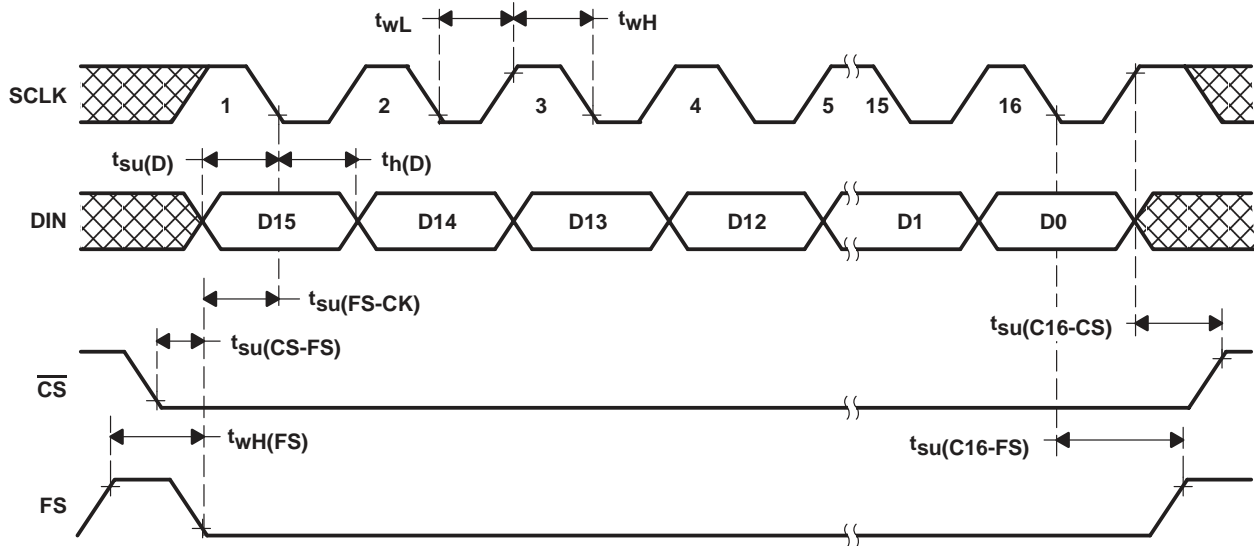 twL twH
SCLK 1 2 3 4 5 15 16
tsu(D) th(D)
DIN D15 D14 D13 D12 D1 D0
tsu(FS-CK)
tsu(C16-CS)
tsu(CS-FS)
CS
twH(FS)
tsu(C16-FS)
FS